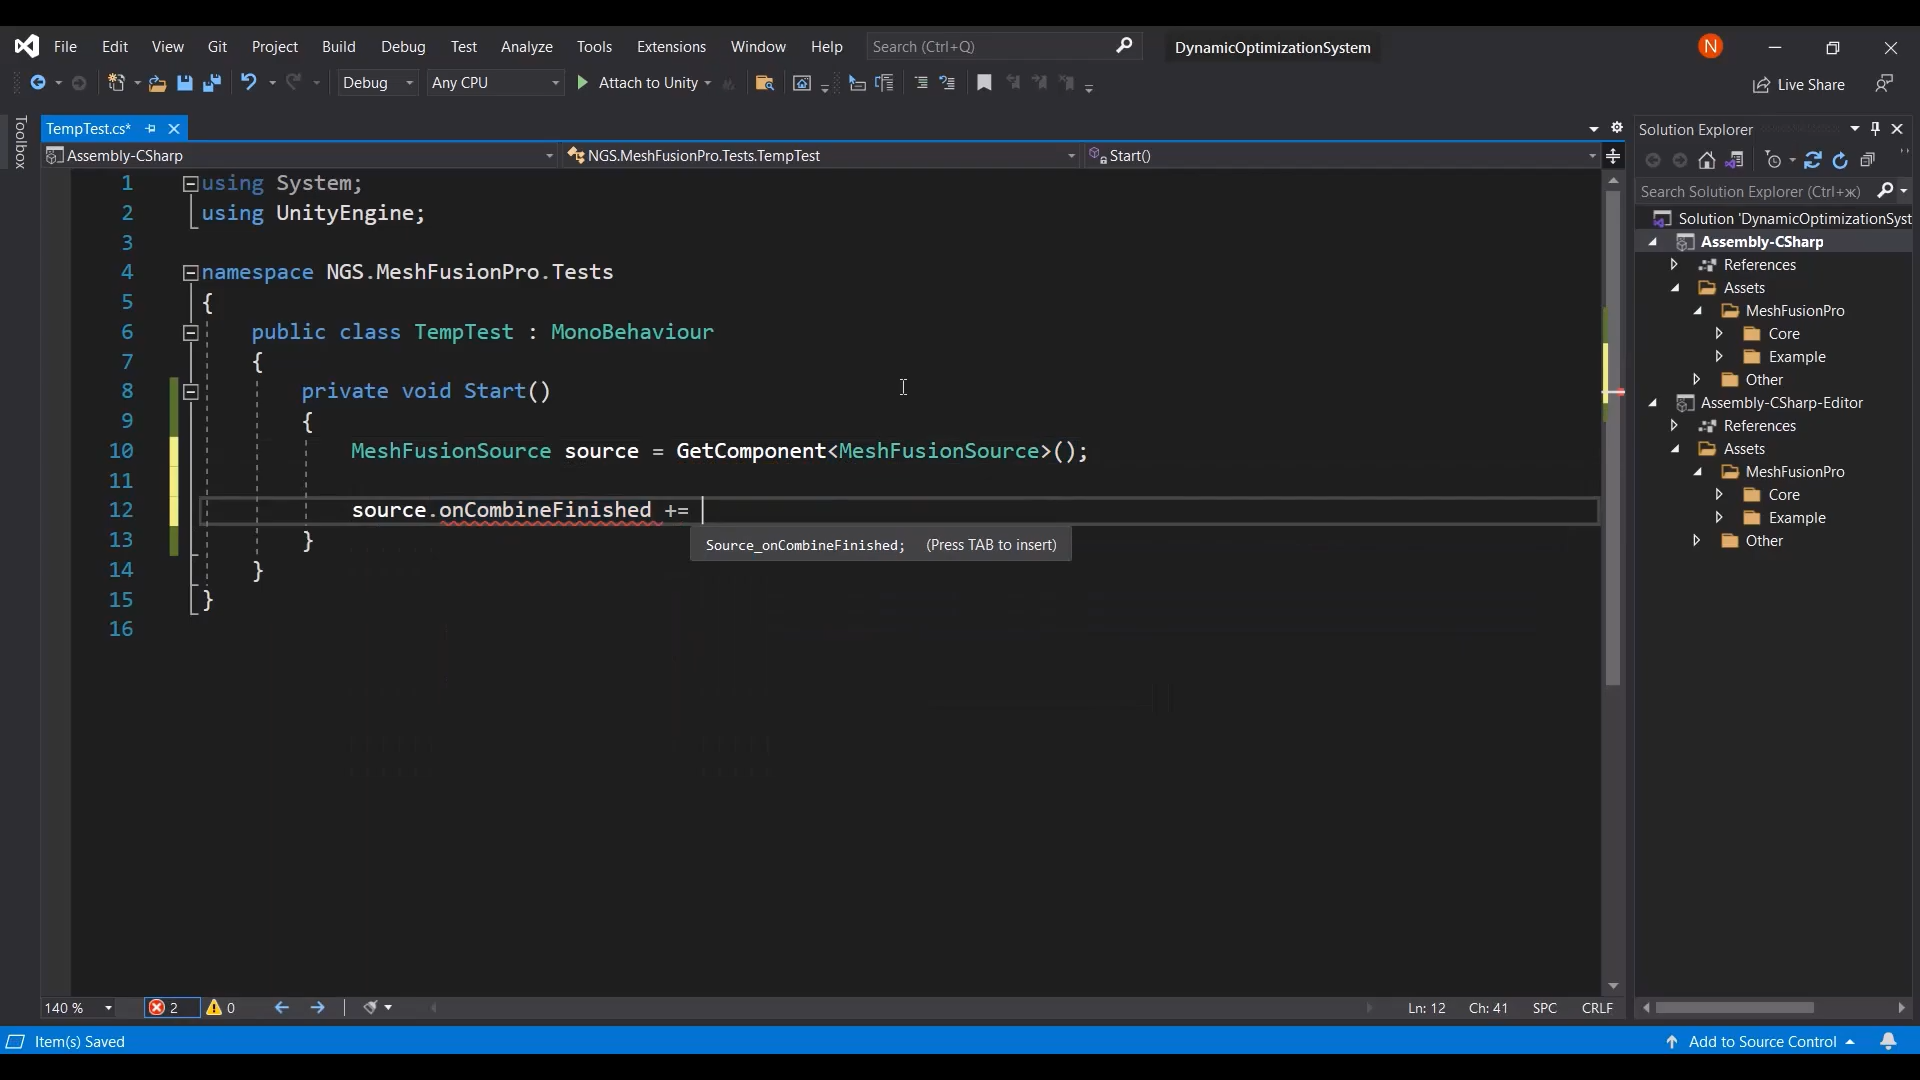 File Edit View Git Project Build Debug Test Analyze Tools Extensions Window Help Search (Ctrl+Q) DynamicOptimizationSystem N
Debug Any CPU Attach to Unity Live Share
Toolbox
TempTest.cs*
Assembly-CSharp NGS.MeshFusionPro.Tests.TempTest Start()
1 using System;
2 using UnityEngine;
3
4 namespace NGS.MeshFusionPro.Tests
5 {
6 public class TempTest : MonoBehaviour
7 {
8 private void Start()
9 {
10 MeshFusionSource source = GetComponent<MeshFusionSource>();
11
12 source.onCombineFinished +=
Source_onCombineFinished; (Press TAB to insert)
13 }
14 }
15 }
16
Solution Explorer
Search Solution Explorer (Ctrl+ж)
Solution 'DynamicOptimizationSyst
Assembly-CSharp
References
Assets
MeshFusionPro
Core
Example
Other
Assembly-CSharp-Editor
References
Assets
MeshFusionPro
Core
Example
Other
140 % 2 0 Ln: 12 Ch: 41 SPC CRLF
Item(s) Saved Add to Source Control